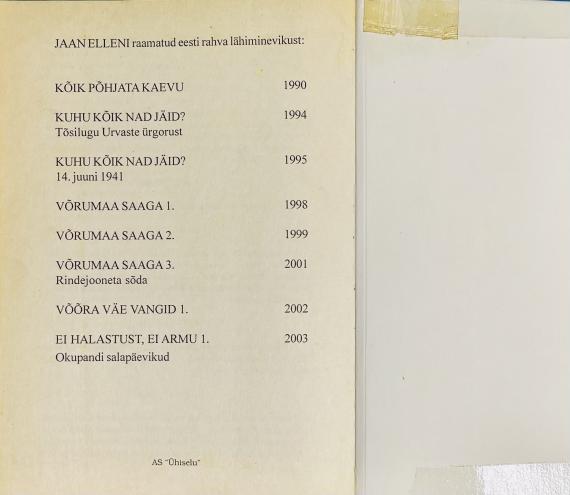 JAAN ELLENI raamatud eesti rahva lähiminevikust:
KÕIK PÕHJATA KAEVU 1990
KUHU KÕIK NAD JÄID? 1994
Tõsilugu Urvaste ürgorust
KUHU KÕIK NAD JÄID? 1995
14. juuni 1941
VÕRUMAA SAAGA 1. 1998
VÕRUMAA SAAGA 2. 1999
VÕRUMAA SAAGA 3. 2001
Rindejooneta sõda
VÕÕRA VÄE VANGID 1. 2002
EI HALASTUST, EI ARMU 1. 2003
Okupandi salapäevikud
AS "Ühiselu"